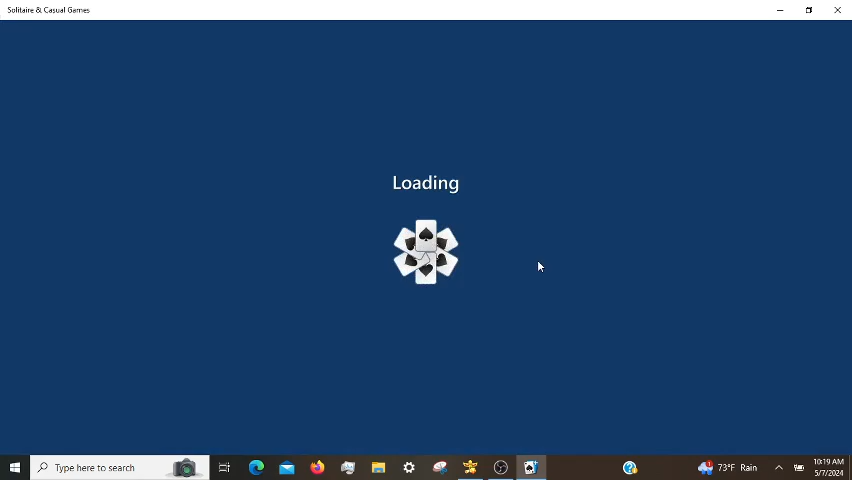 Solitaire & Casual Games
Loading
Type here to search
73°F Rain
10:19 AM
5/7/2024